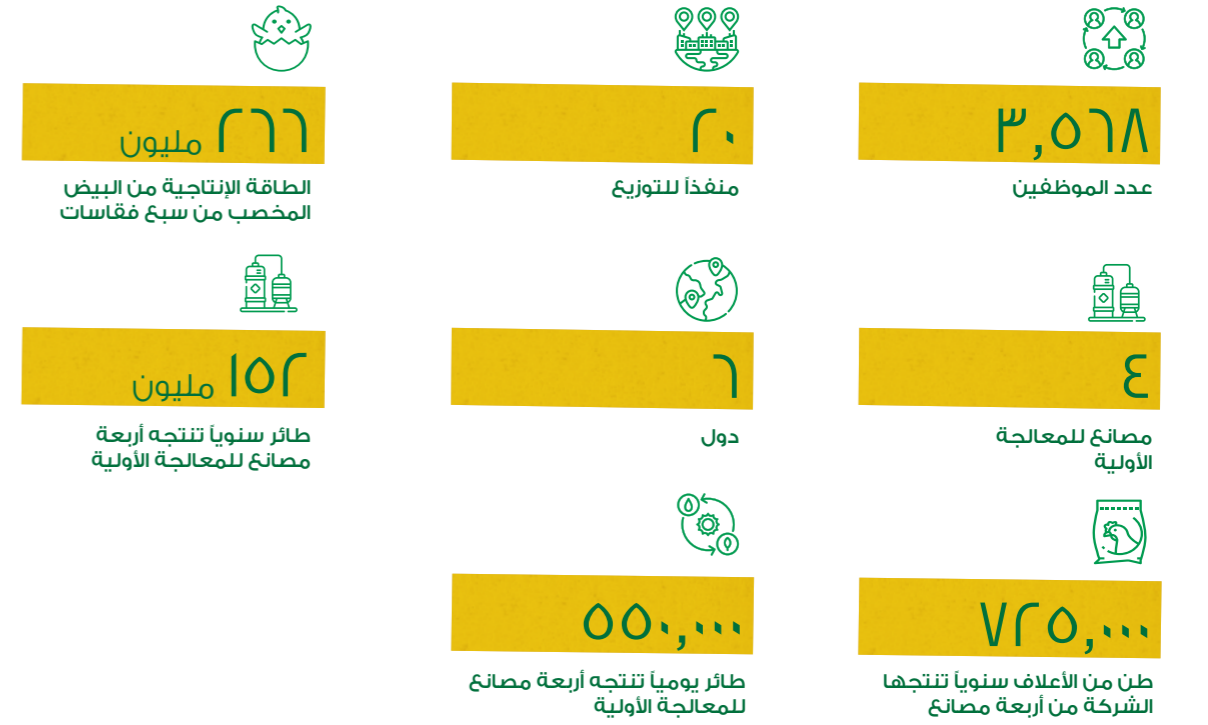 ٣,٥٦٨
عدد الموظفين
٢٠
منفذاً للتوزيع
٢٦٦ مليون
الطاقة الإنتاجية من البيض
المخصب من سبع فقاسات
٤
مصانع للمعالجة
الأولية
٦
دول
١٥٢ مليون
طائر سنوياً تنتجه أربعة
مصانع للمعالجة الأولية
٧٢٥,٠٠٠
طن من الأعلاف سنوياً تنتجها
الشركة من أربعة مصانع
٥٥٠,٠٠٠
طائر يومياً تنتجه أربعة مصانع
للمعالجة الأولية